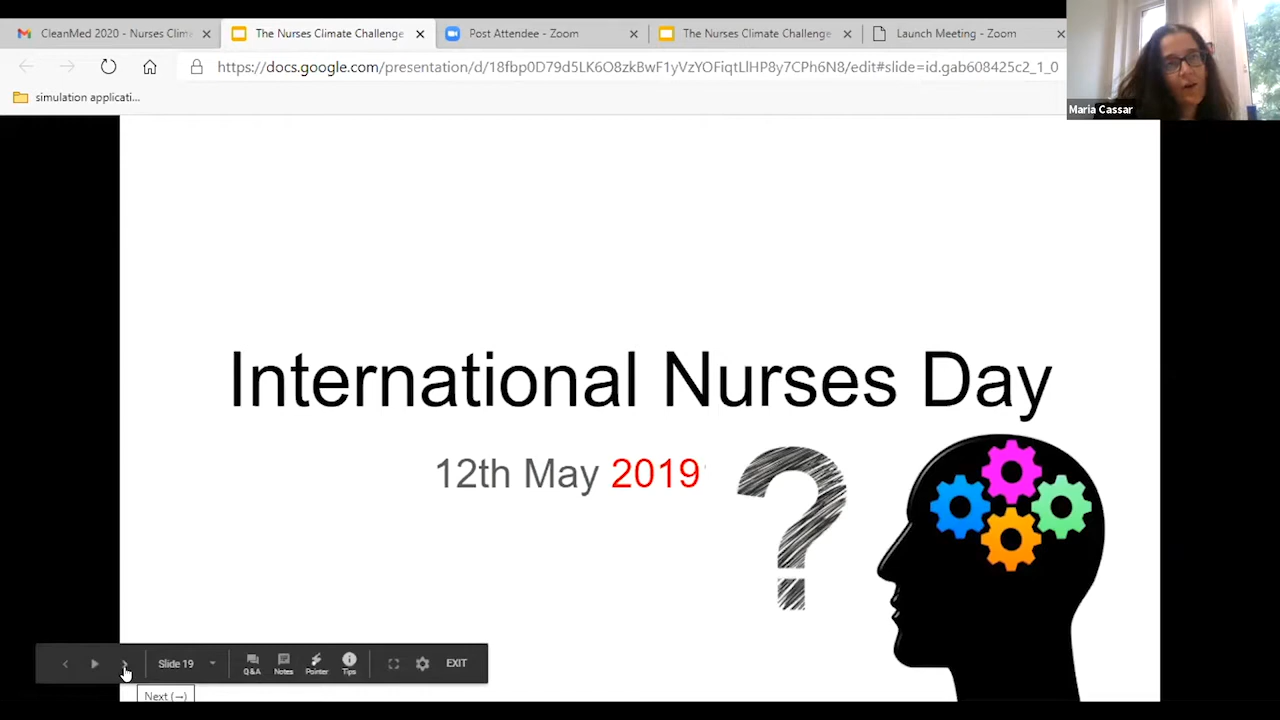 CleanMed 2020 - Nurses Clim
The Nurses Climate Challenge
Post Attendee - Zoom
The Nurses Climate Challenge
Launch Meeting - Zoom
https://docs.google.com/presentation/d/18fbp0D79d5LK6O8zkBwF1yVzYOFiqtLlHP8y7CPh6N8/edit#slide=id.gab608425c2_1_0
simulation applicati...
Maria Cassar
International Nurses Day
12th May 2019
?
Slide 19
Q&A
Notes
Pointer
Tips
EXIT
Next (→)